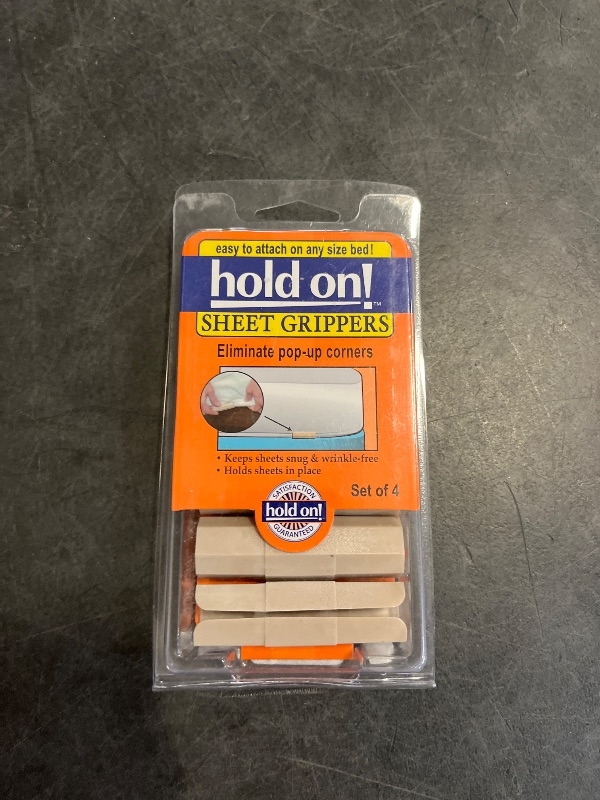 easy to attach on any size bed!
hold on!™
SHEET GRIPPERS
Eliminate pop-up corners
• Keeps sheets snug & wrinkle-free
• Holds sheets in place
Set of 4
SATISFACTION
hold on!
GUARANTEED